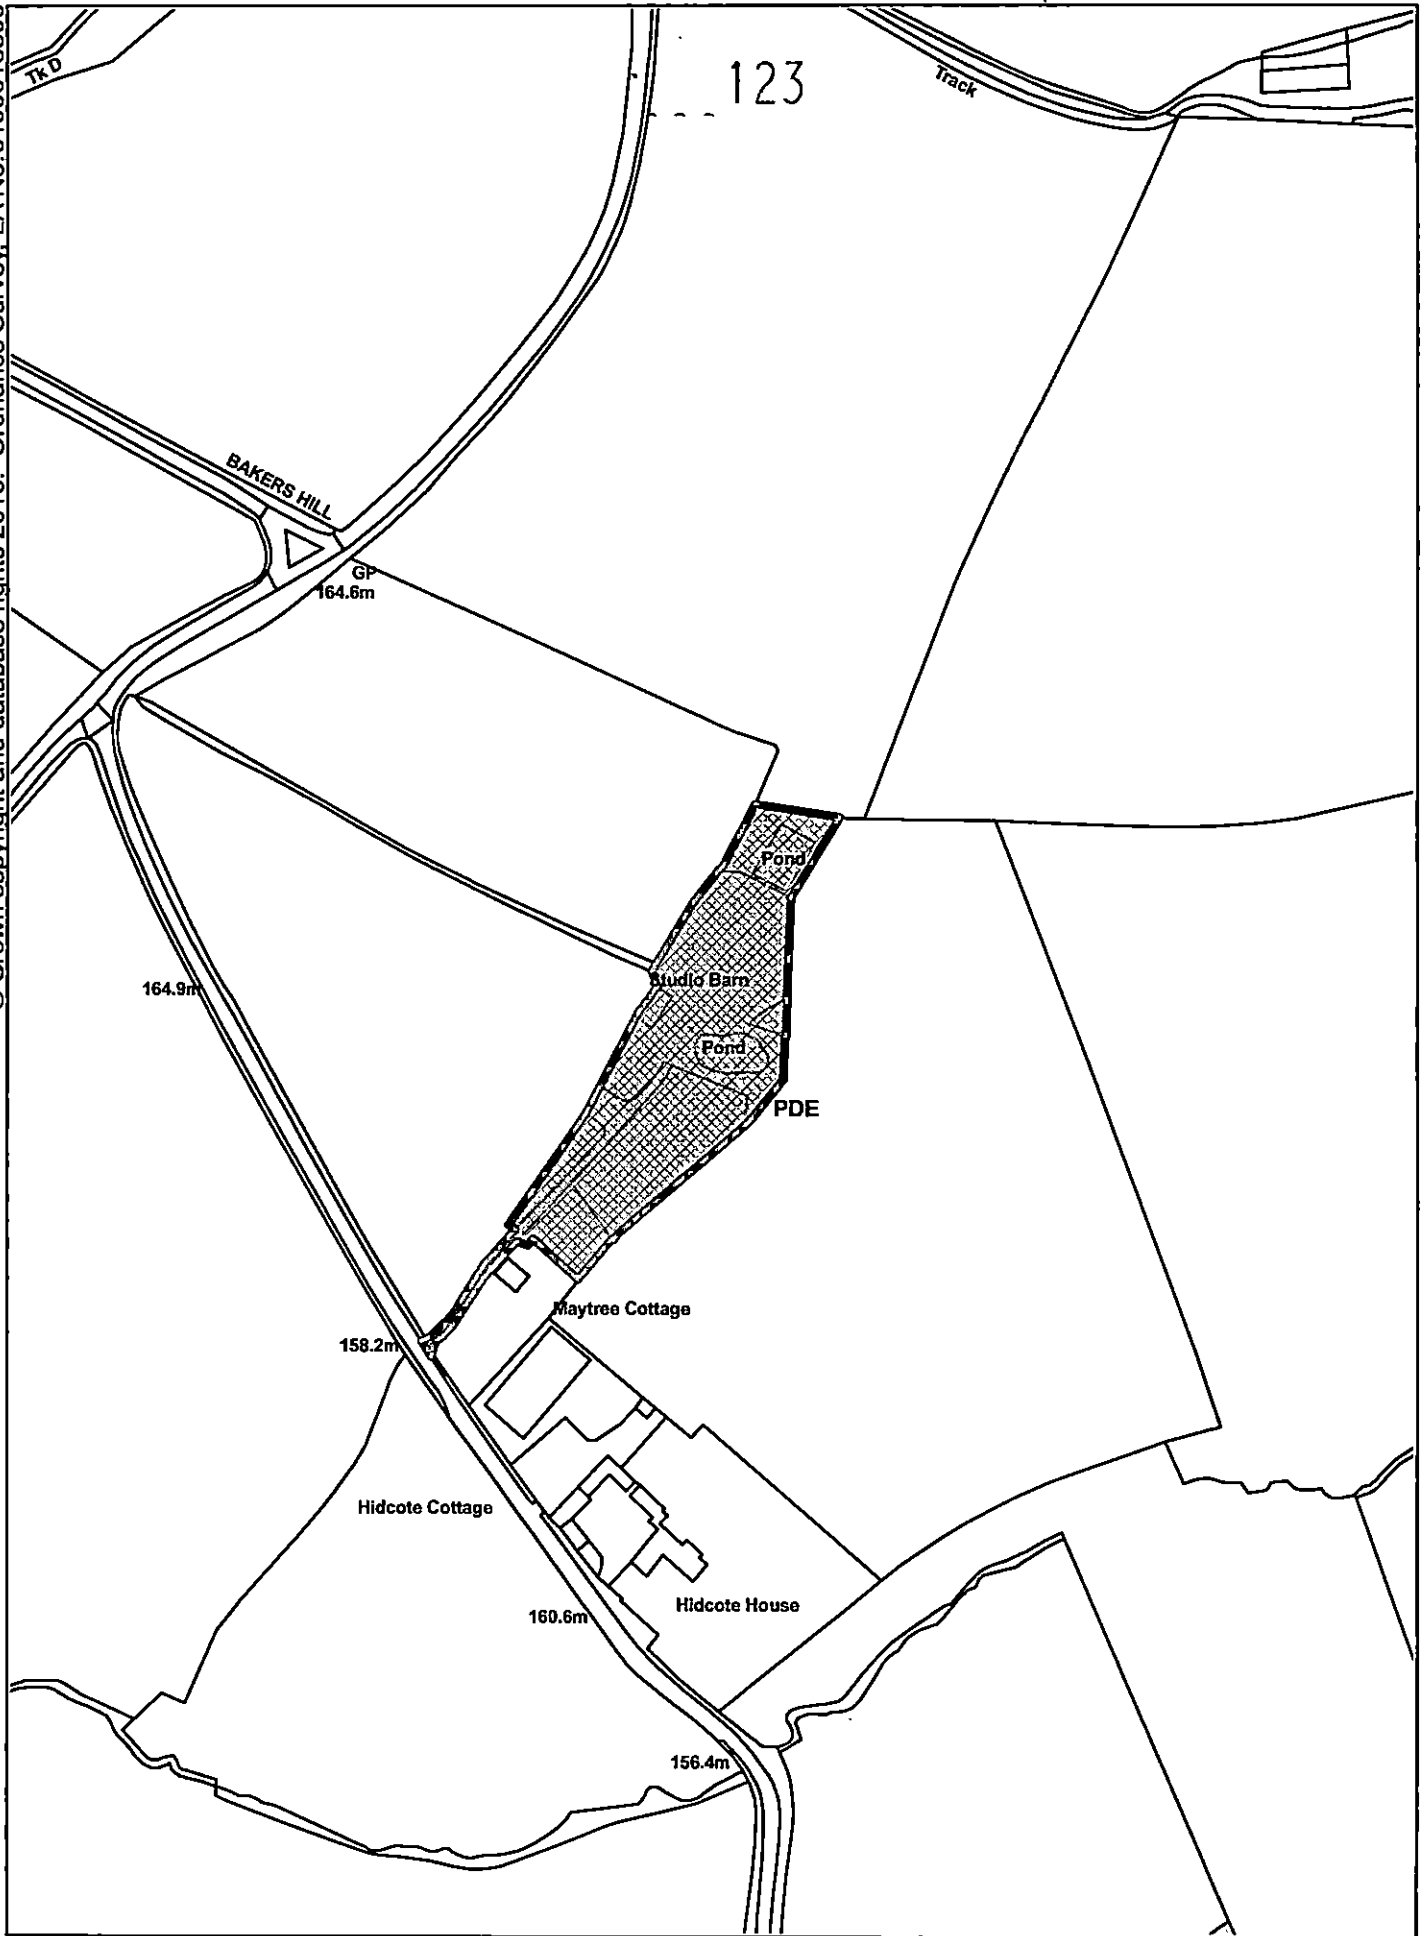 123
Tk D
Track
BAKERS HILL
GP
164.6m
Pond
Studio Barn
164.9m
Pond
PDE
Maytree Cottage
158.2m
Hidcote Cottage
Hidcote House
160.6m
156.4m